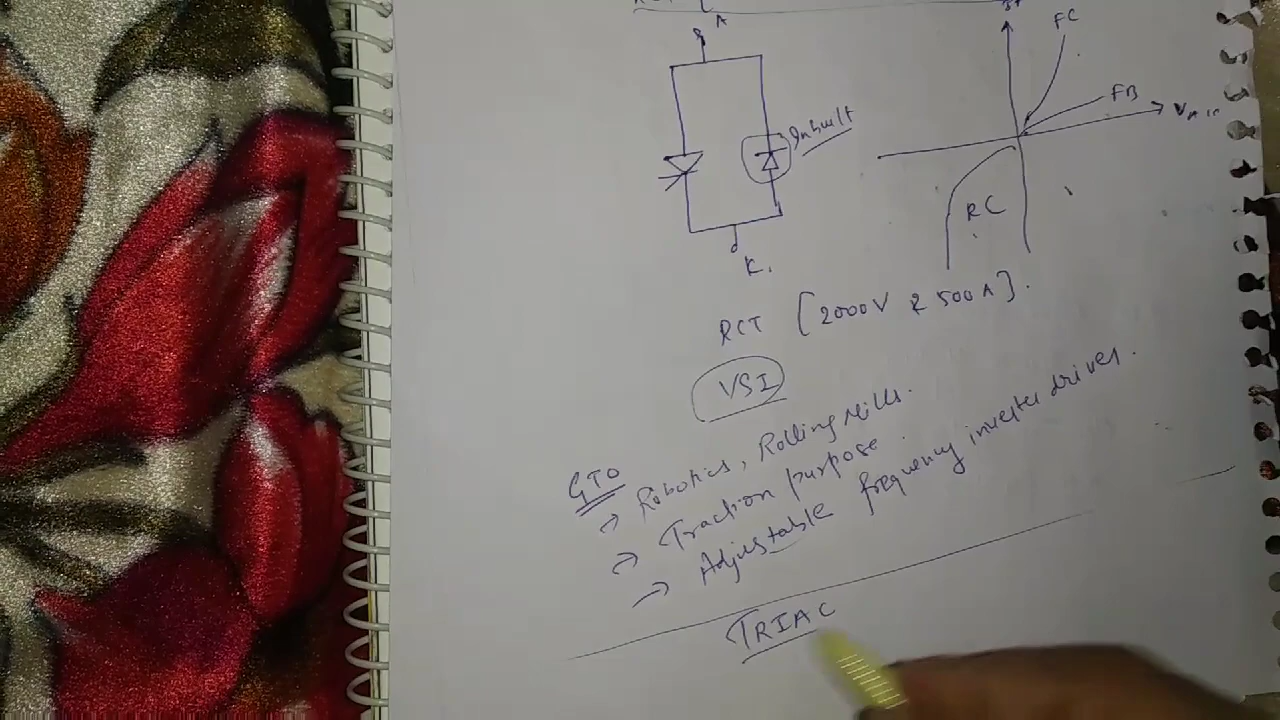 A
FC
FB
Inbuilt
RC
K.
RCT [2000V & 500A].
VSI
GTO
→ Robotics, Rolling Mills.
→ Traction purpose.
→ Adjustable frequency inverter drives.
TRIAC